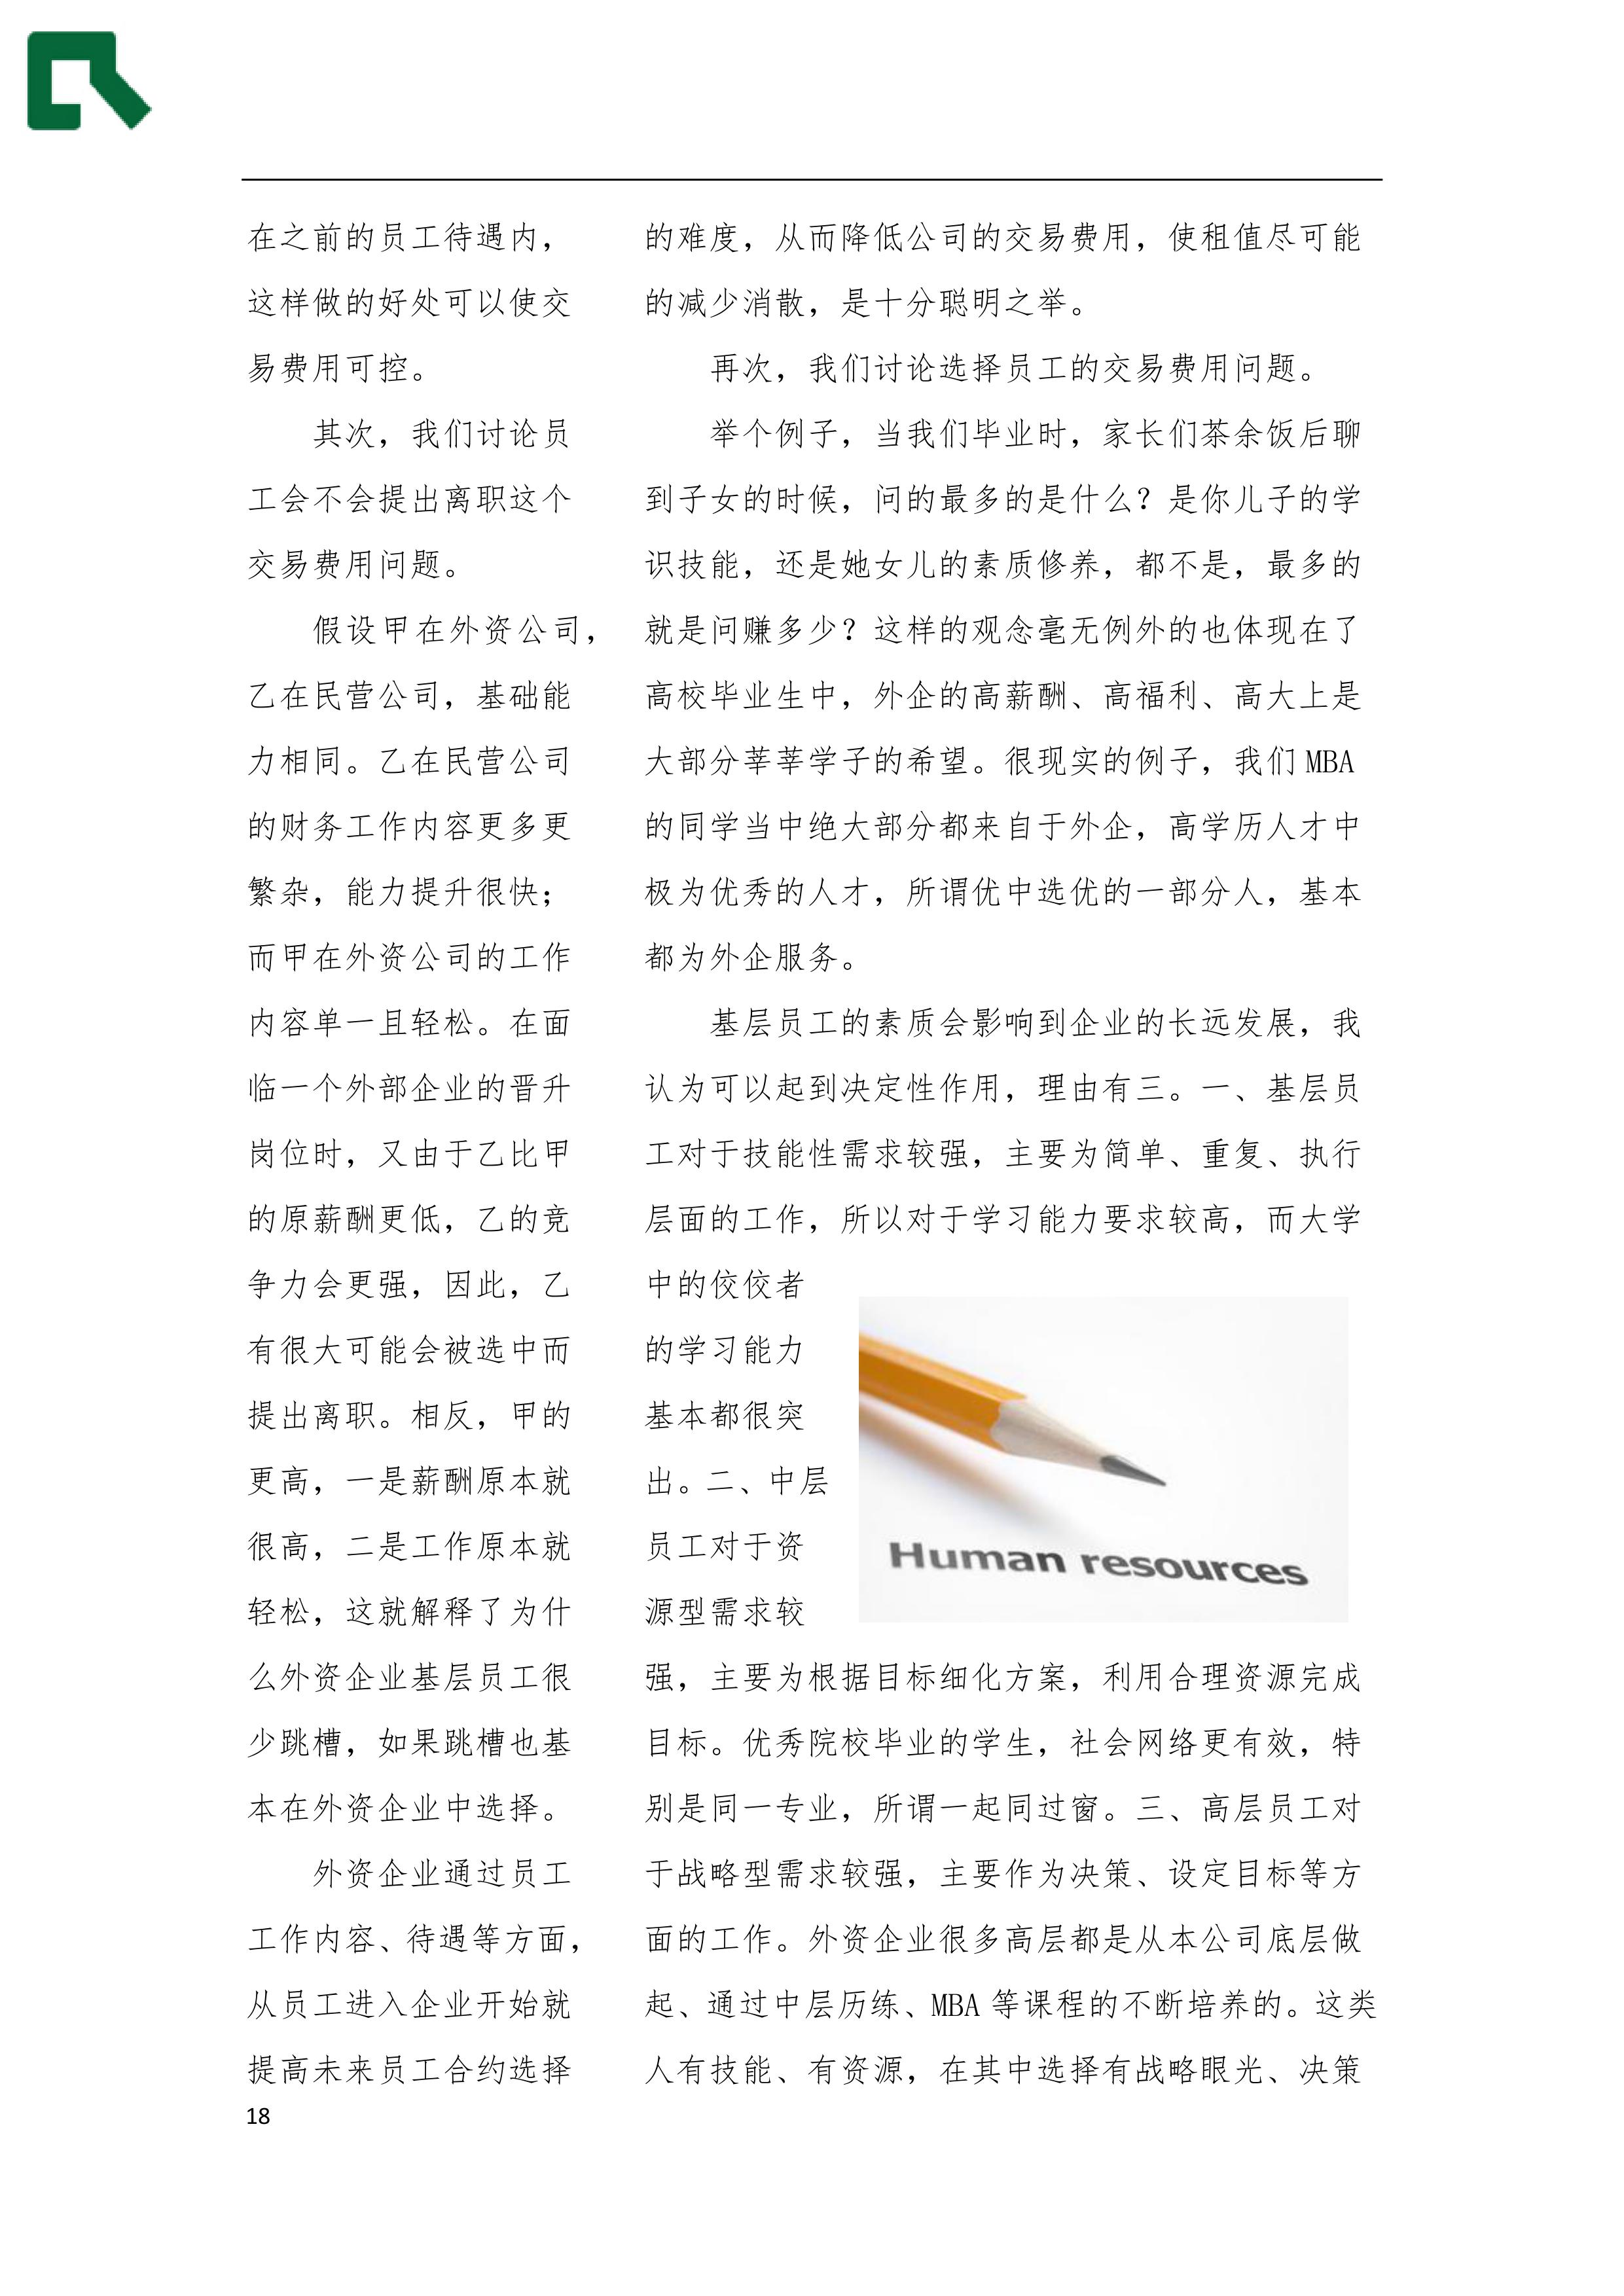 在之前的员工待遇内，
这样做的好处可以使交
易费用可控。
其次，我们讨论员
工会不会提出离职这个
交易费用问题。
假设甲在外资公司，
乙在民营公司，基础能
力相同。乙在民营公司
的财务工作内容更多更
繁杂，能力提升很快；
而甲在外资公司的工作
内容单一且轻松。在面
临一个外部企业的晋升
岗位时，又由于乙比甲
的原薪酬更低，乙的竞
争力会更强，因此，乙
有很大可能会被选中而
提出离职。相反，甲的
更高，一是薪酬原本就
很高，二是工作原本就
轻松，这就解释了为什
么外资企业基层员工很
少跳槽，如果跳槽也基
本在外资企业中选择。
外资企业通过员工
工作内容、待遇等方面，
从员工进入企业开始就
提高未来员工合约选择
的难度，从而降低公司的交易费用，使租值尽可能
的减少消散，是十分聪明之举。
再次，我们讨论选择员工的交易费用问题。
举个例子，当我们毕业时，家长们茶余饭后聊
到子女的时候，问的最多的是什么？是你儿子的学
识技能，还是她女儿的素质修养，都不是，最多的
就是问赚多少？这样的观念毫无例外的也体现在了
高校毕业生中，外企的高薪酬、高福利、高大上是
大部分莘莘学子的希望。很现实的例子，我们 MBA
的同学当中绝大部分都来自于外企，高学历人才中
极为优秀的人才，所谓优中选优的一部分人，基本
都为外企服务。
基层员工的素质会影响到企业的长远发展，我
认为可以起到决定性作用，理由有三。一、基层员
工对于技能性需求较强，主要为简单、重复、执行
层面的工作，所以对于学习能力要求较高，而大学
中的佼佼者
的学习能力
基本都很突
出。二、中层
员工对于资
源型需求较
Human resources
强，主要为根据目标细化方案，利用合理资源完成
目标。优秀院校毕业的学生，社会网络更有效，特
别是同一专业，所谓一起同过窗。三、高层员工对
于战略型需求较强，主要作为决策、设定目标等方
面的工作。外资企业很多高层都是从本公司底层做
起、通过中层历练、MBA 等课程的不断培养的。这类
人有技能、有资源，在其中选择有战略眼光、决策
18